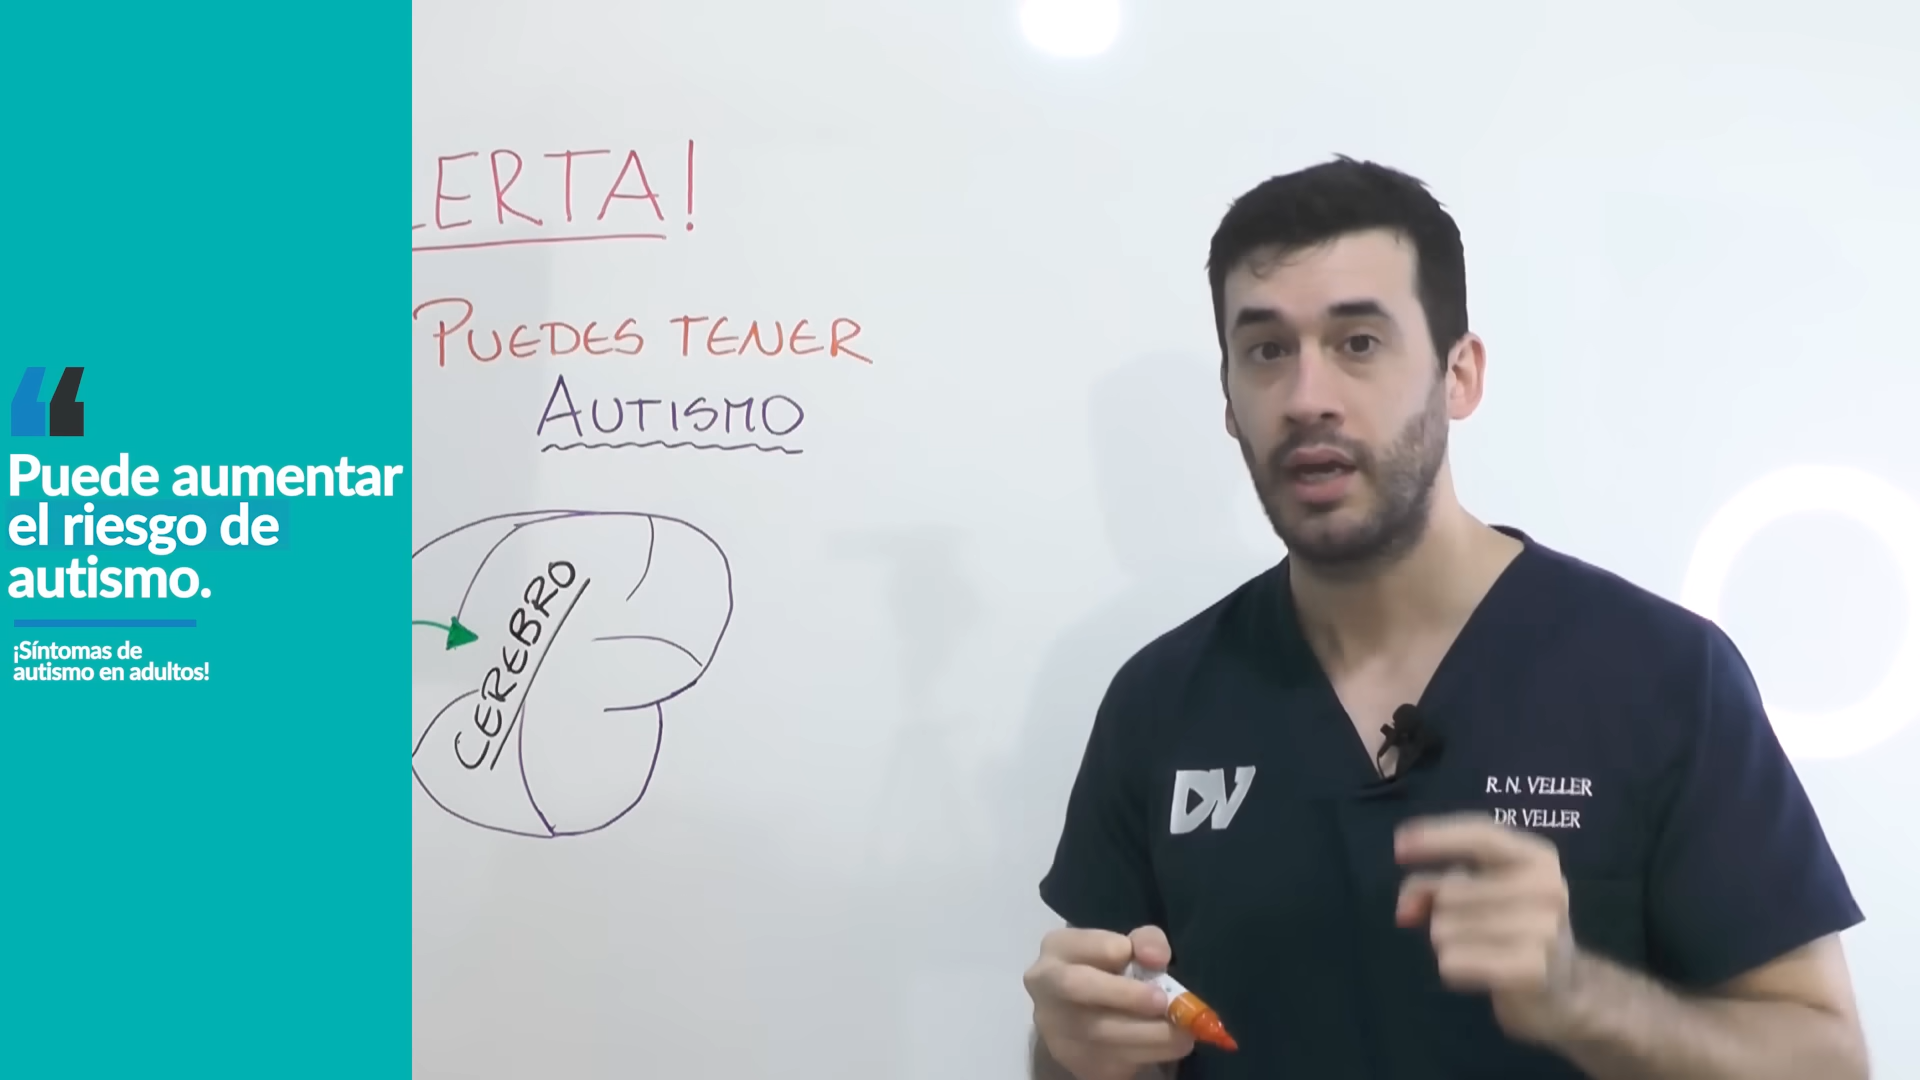 Puede aumentar
el riesgo de
autismo.
¡Síntomas de
autismo en adultos!
LERTA!
PUEDES TENER
AUTISMO
CEREBRO
DV
R. N. VELLER
DR VELLER